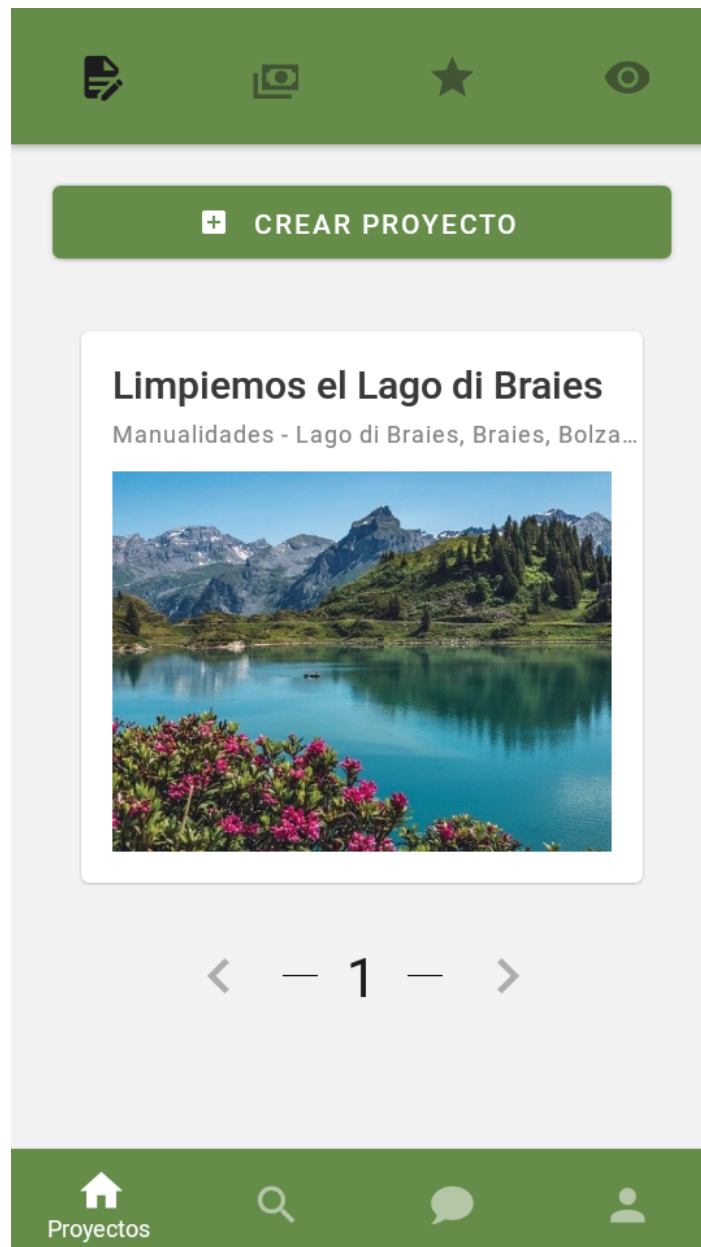 CREAR PROYECTO
Limpiemos el Lago di Braies
Manualidades - Lago di Braies, Braies, Bolza…
1
Proyectos